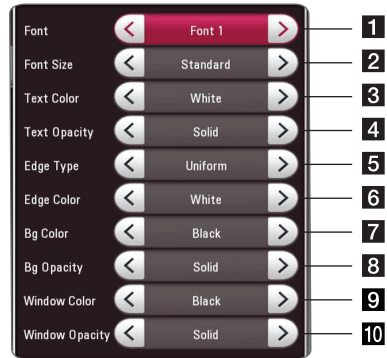 Font < Font 1 > 1
Font Size < Standard > 2
Text Color < White > 3
Text Opacity < Solid > 4
Edge Type < Uniform > 5
Edge Color < White > 6
Bg Color < Black > 7
Bg Opacity < Solid > 8
Window Color < Black > 9
Window Opacity < Solid > 10